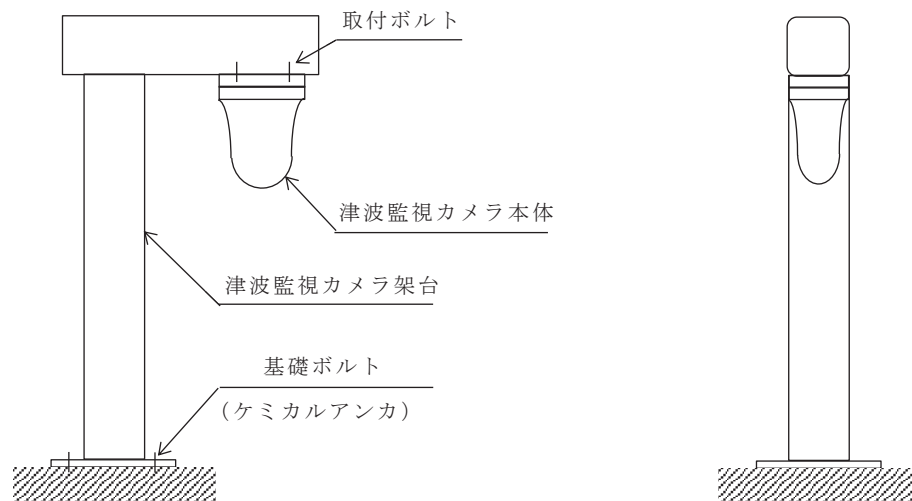 取付ボルト
津波監視カメラ本体
津波監視カメラ架台
基礎ボルト
(ケミカルアンカ)